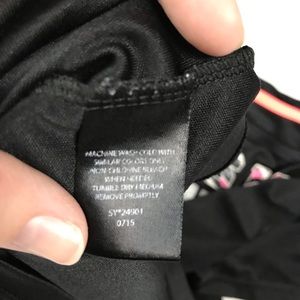 MACHINE WASH COLD WITH
SIMILAR COLORS ONLY
NON-CHLORINE BLEACH
WHEN NEEDED
TUMBLE DRY MEDIUM
REMOVE PROMPTLY
SY*24901
0715